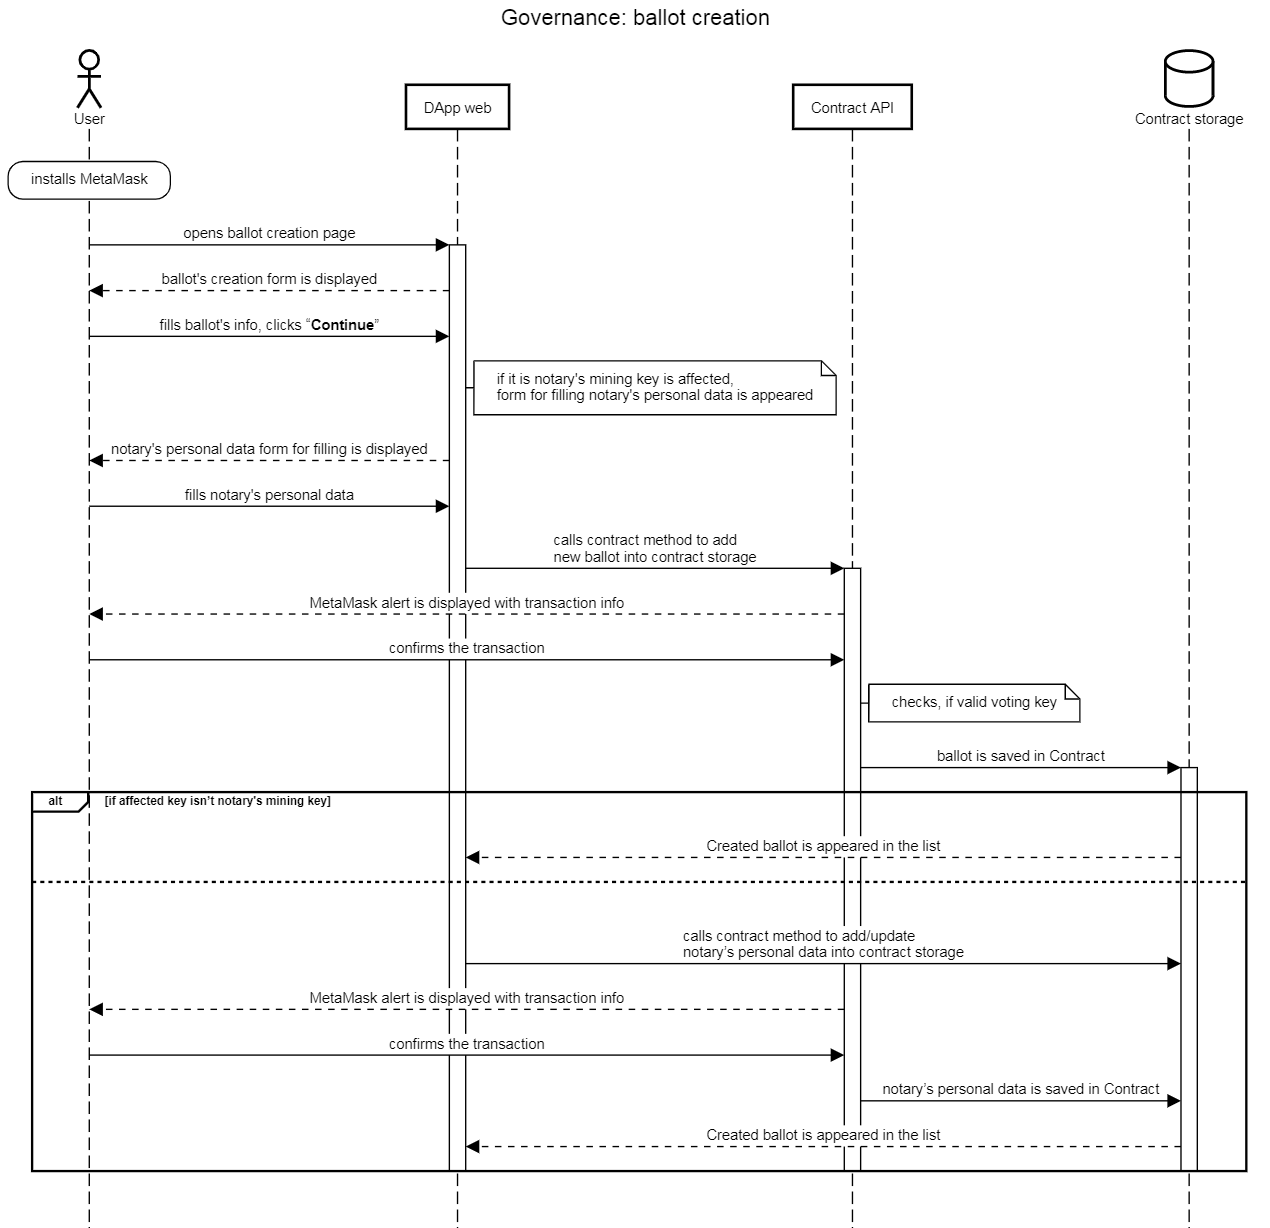 Governance: ballot creation
User
DApp web
Contract API
Contract storage
installs MetaMask
opens ballot creation page
ballot's creation form is displayed
fills ballot's info, clicks “Continue”
if it is notary's mining key is affected,
form for filling notary's personal data is appeared
notary's personal data form for filling is displayed
fills notary's personal data
calls contract method to add
new ballot into contract storage
MetaMask alert is displayed with transaction info
confirms the transaction
checks, if valid voting key
ballot is saved in Contract
alt
[if affected key isn’t notary's mining key]
Created ballot is appeared in the list
calls contract method to add/update
notary’s personal data into contract storage
MetaMask alert is displayed with transaction info
confirms the transaction
notary’s personal data is saved in Contract
Created ballot is appeared in the list